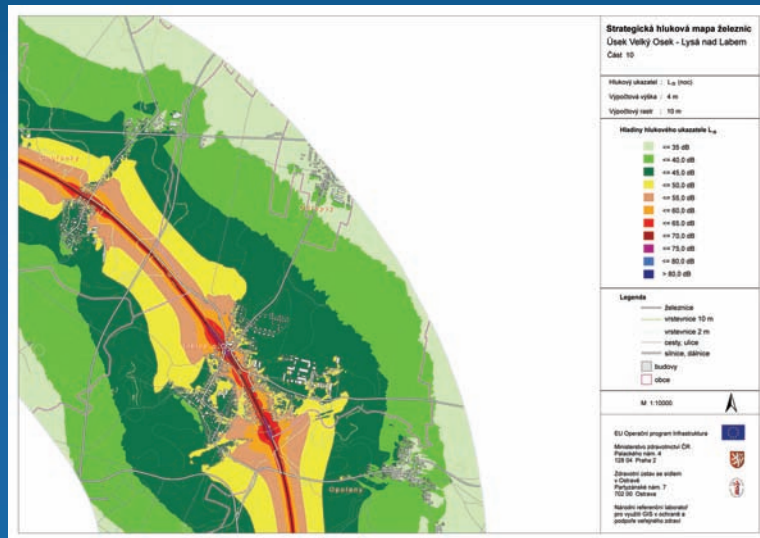 Strategická hluková mapa železnic
Úsek Velký Osek - Lysá nad Labem
Část 10
Hlukový ukazatel : Ln (noc)
Výpočtová výška : 4 m
Výpočtový rastr : 10 m
Hladiny hlukového ukazatele Ln
<= 35 dB
<= 40,0 dB
<= 45,0 dB
<= 50,0 dB
<= 55,0 dB
<= 60,0 dB
<= 65,0 dB
<= 70,0 dB
<= 75,0 dB
<= 80,0 dB
> 80,0 dB
Legenda
železnice
vrstevnice 10 m
vrstevnice 2 m
cesty, ulice
silnice, dálnice
budovy
obce
M 1:10000
EU Operační program Infrastruktura
Ministerstvo zdravotnictví ČR
Palackého nám. 4
128 04 Praha 2
Zdravotní ústav se sídlem
v Ostravě
Partyzánské nám. 7
702 00 Ostrava
Národní referenční laboratoř
pro využití GIS v ochraně a
podpoře veřejného zdraví
Opolany